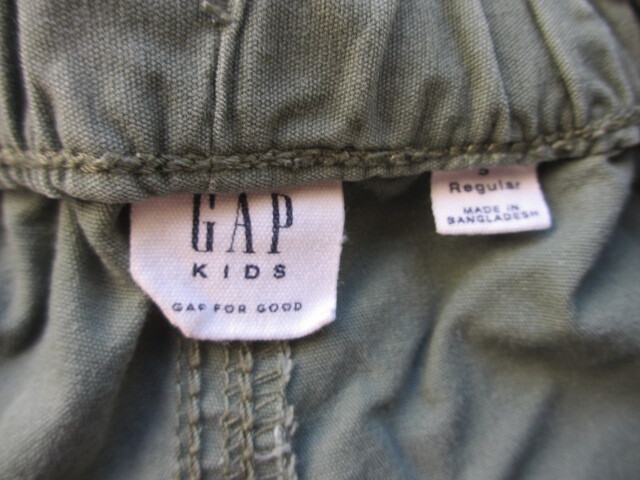 GAP
KIDS
GAP FOR GOOD
Regular
MADE IN
BANGLADESH